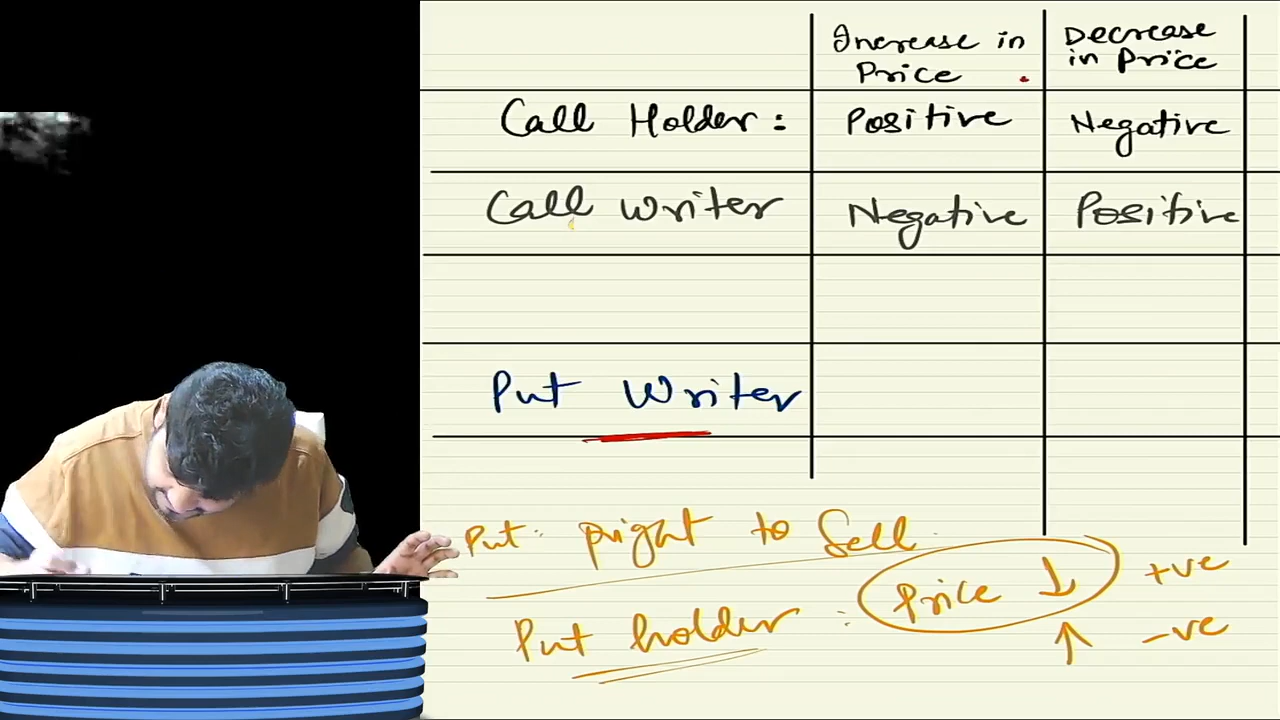 Increase in Price
Decrease in Price
Call Holder: Positive Negative
Call Writer Negative Positive
Put Writer
Put: right to Sell
Put holder : Price ↓ +ve
↑ -ve